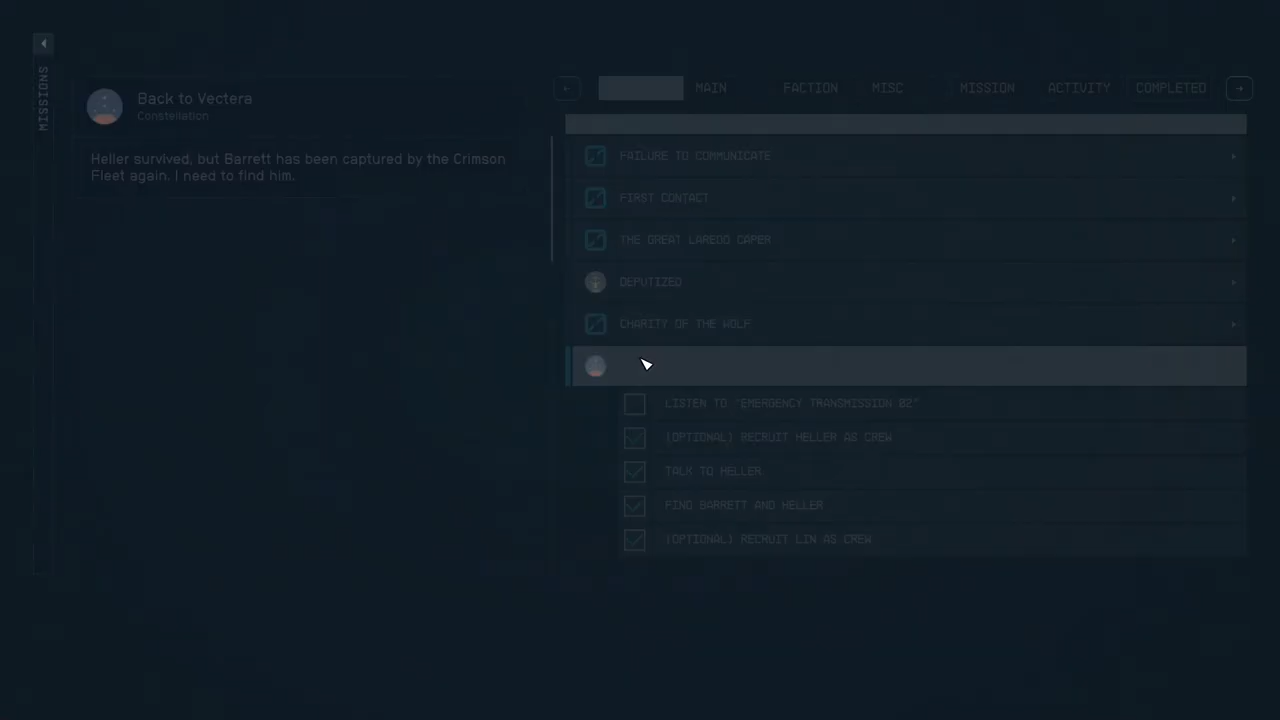 MISSIONS
Back to Vectera
Constellation
Heller survived, but Barrett has been captured by the Crimson
Fleet again. I need to find him.
MAIN FACTION MISC MISSION ACTIVITY COMPLETED
FAILURE TO COMMUNICATE
FIRST CONTACT
THE GREAT LAREDO CAPER
DEPUTIZED
CHARITY OF THE WOLF
LISTEN TO "EMERGENCY TRANSMISSION 02"
(OPTIONAL) RECRUIT HELLER AS CREW
TALK TO HELLER
FIND BARRETT AND HELLER
(OPTIONAL) RECRUIT LIN AS CREW